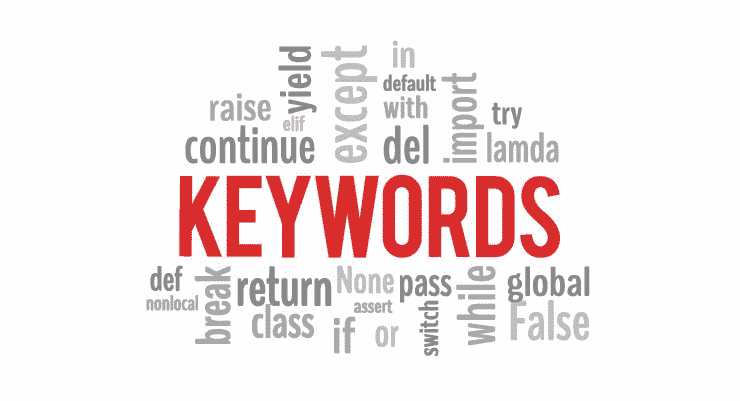 yield
except
in
default
raise
elif
with
import
try
continue
del
lamda
KEYWORDS
def
nonlocal
break
return
None
pass
while
global
class
assert
if
or
switch
False